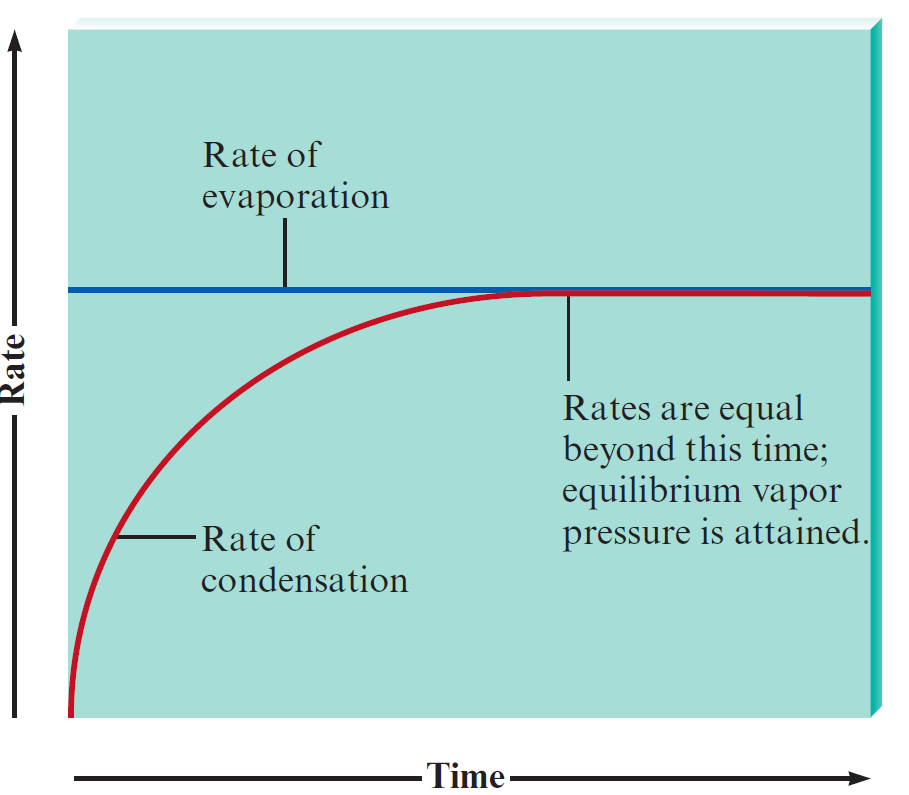 Rate of
evaporation
Rate
Rates are equal
beyond this time;
equilibrium vapor
pressure is attained.
Rate of
condensation
Time